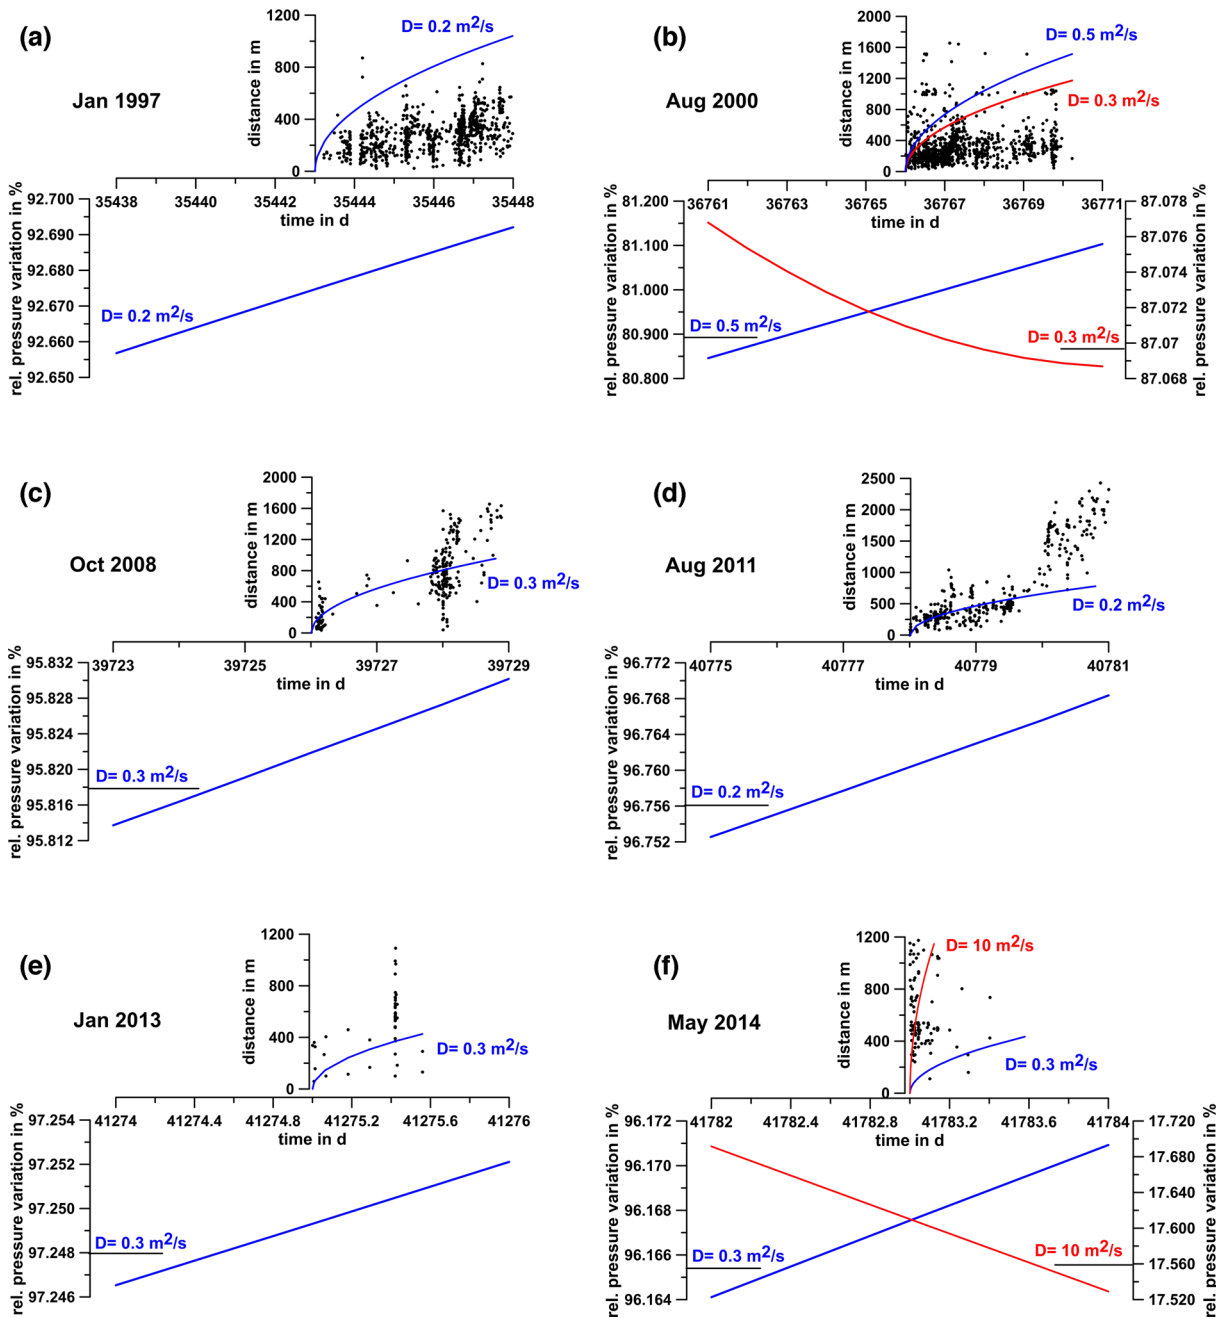 (a)
Jan 1997
1200
800
400
0
distance in m
D= 0.2 m²/s
35438 35440 35442 35444 35446 35448
time in d
92.700
92.690
92.680
92.670
92.660
92.650
rel. pressure variation in %
D= 0.2 m²/s
(b)
Aug 2000
2000
1600
1200
800
400
0
distance in m
D= 0.5 m²/s
D= 0.3 m²/s
36761 36763 36765 36767 36769 36771
time in d
81.200
81.100
81.000
80.900
80.800
rel. pressure variation in %
D= 0.5 m²/s
D= 0.3 m²/s
87.078
87.076
87.074
87.072
87.07
87.068
rel. pressure variation in %
(c)
Oct 2008
2000
1600
1200
800
400
0
distance in m
D= 0.3 m²/s
39723 39725 39727 39729
time in d
95.832
95.828
95.824
95.820
95.816
95.812
rel. pressure variation in %
D= 0.3 m²/s
(d)
Aug 2011
2500
2000
1500
1000
500
0
distance in m
D= 0.2 m²/s
40775 40777 40779 40781
time in d
96.772
96.768
96.764
96.760
96.756
96.752
rel. pressure variation in %
D= 0.2 m²/s
(e)
Jan 2013
1200
800
400
0
distance in m
D= 0.3 m²/s
41274 41274.4 41274.8 41275.2 41275.6 41276
time in d
97.254
97.252
97.250
97.248
97.246
rel. pressure variation in %
D= 0.3 m²/s
(f)
May 2014
1200
800
400
0
distance in m
D= 10 m²/s
D= 0.3 m²/s
41782 41782.4 41782.8 41783.2 41783.6 41784
time in d
96.172
96.170
96.168
96.166
96.164
rel. pressure variation in %
D= 0.3 m²/s
D= 10 m²/s
17.720
17.680
17.640
17.600
17.560
17.520
rel. pressure variation in %